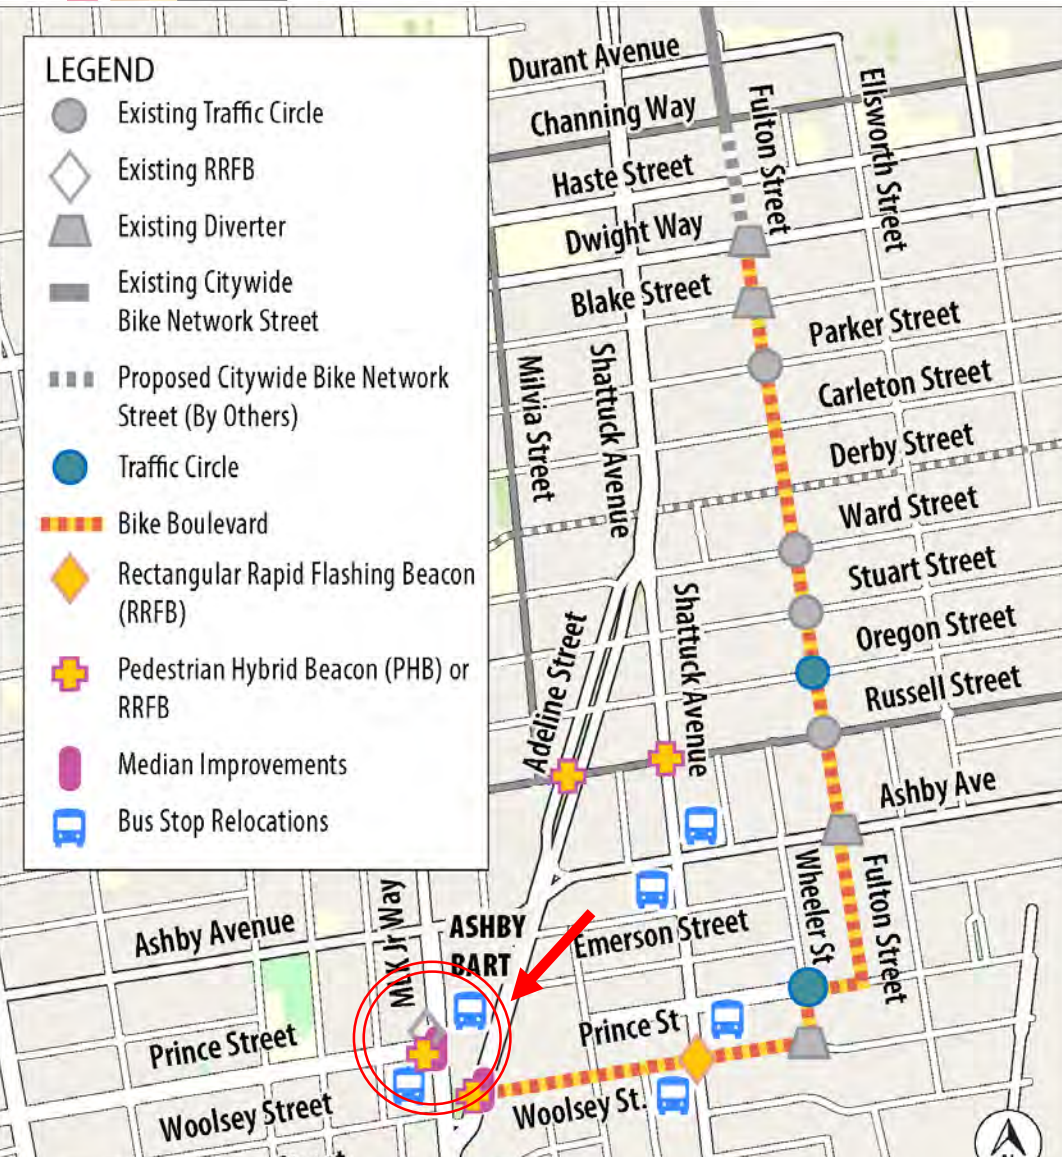 LEGEND
Existing Traffic Circle
Existing RRFB
Existing Diverter
Existing Citywide
Bike Network Street
Proposed Citywide Bike Network
Street (By Others)
Traffic Circle
Bike Boulevard
Rectangular Rapid Flashing Beacon
(RRFB)
Pedestrian Hybrid Beacon (PHB) or
RRFB
Median Improvements
Bus Stop Relocations
Durant Avenue
Channing Way
Haste Street
Dwight Way
Blake Street
Fulton Street
Ellsworth Street
Parker Street
Carleton Street
Derby Street
Ward Street
Stuart Street
Oregon Street
Russell Street
Ashby Ave
Milvia Street
Shattuck Avenue
Shattuck Avenue
Adeline Street
Wheeler St
Fulton Street
MLK Jr Way
ASHBY
BART
Emerson Street
Ashby Avenue
Prince Street
Prince St
Woolsey Street
Woolsey St.